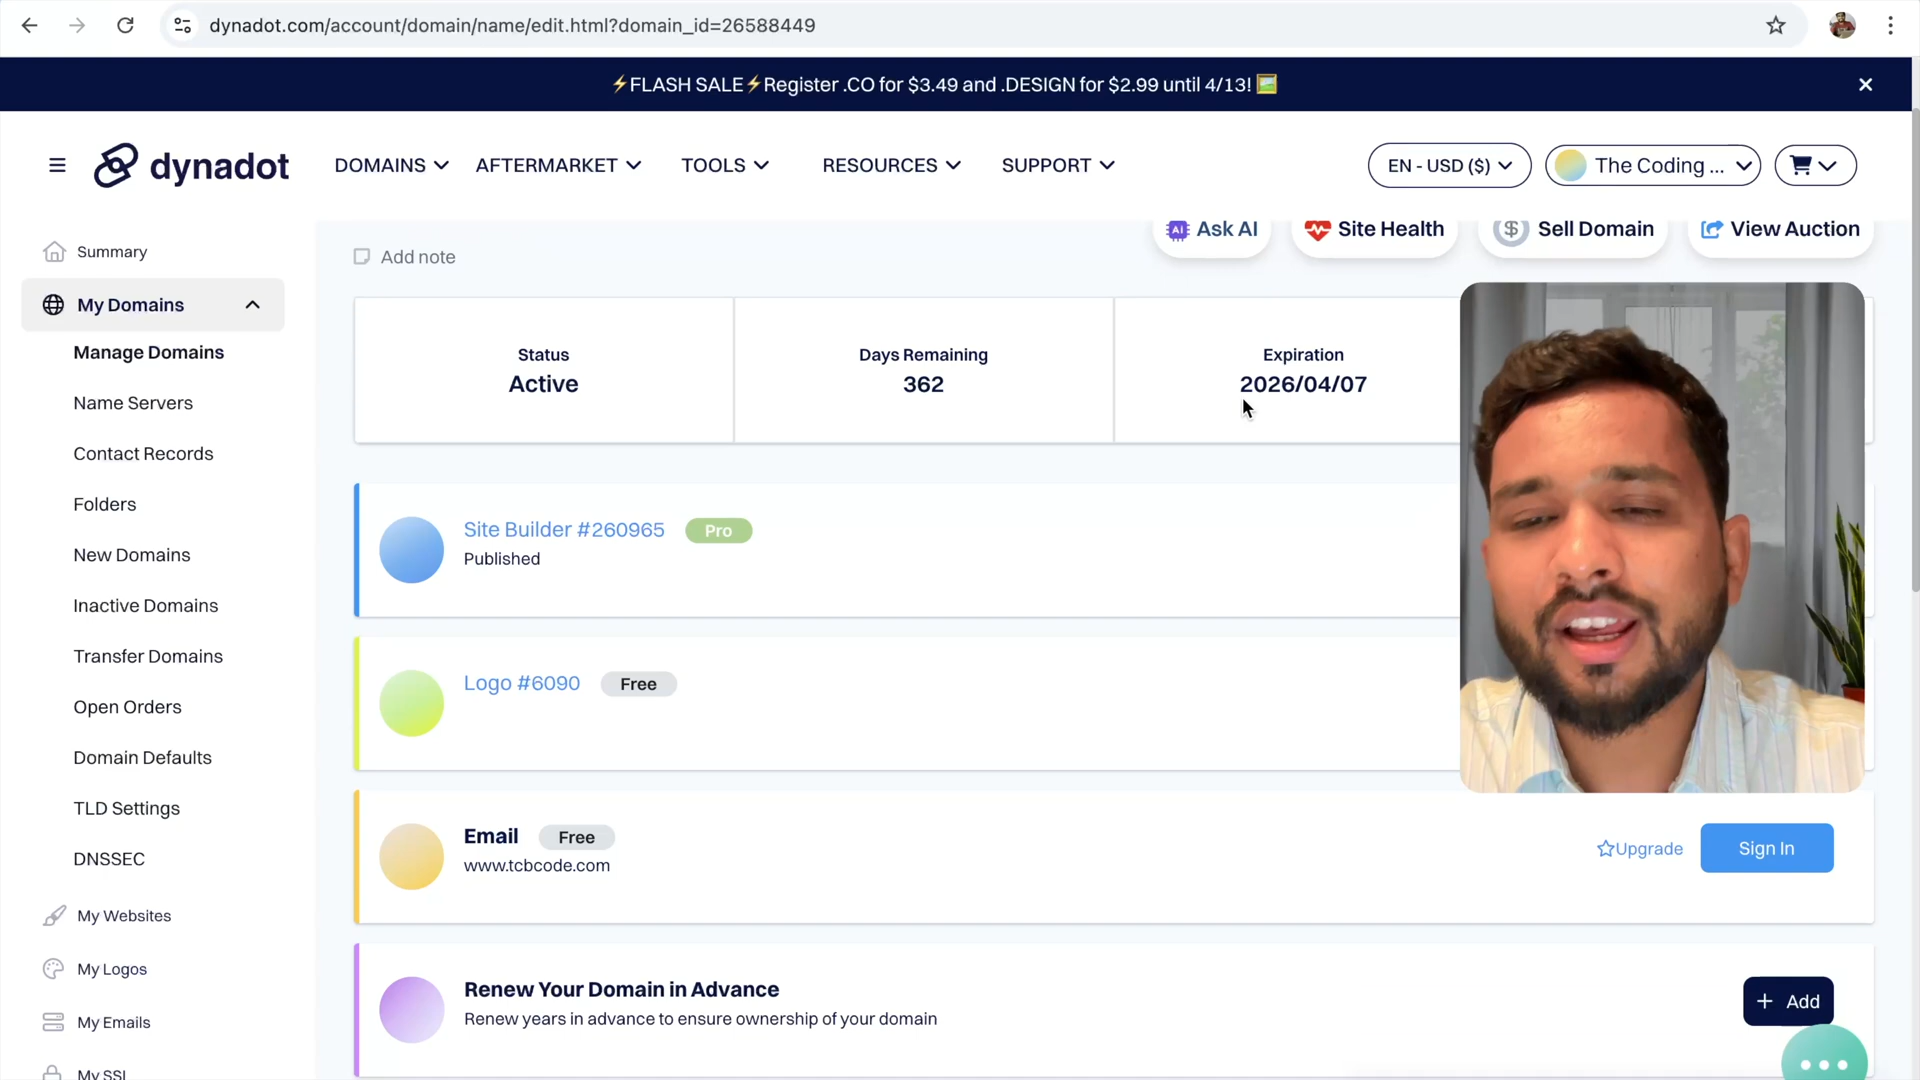 dynadot.com/account/domain/name/edit.html?domain_id=26588449
⚡FLASH SALE⚡Register .CO for $3.49 and .DESIGN for $2.99 until 4/13! 🖼️
dynadot
DOMAINS
AFTERMARKET
TOOLS
RESOURCES
SUPPORT
EN - USD ($)
The Coding ...
Summary
My Domains
Manage Domains
Name Servers
Contact Records
Folders
New Domains
Inactive Domains
Transfer Domains
Open Orders
Domain Defaults
TLD Settings
DNSSEC
My Websites
My Logos
My Emails
My SSL
Add note
AI Ask AI
Site Health
$ Sell Domain
View Auction
Status
Active
Days Remaining
362
Expiration
2026/04/07
Site Builder #260965 Pro
Published
Logo #6090 Free
Email Free
www.tcbcode.com
Upgrade
Sign In
Renew Your Domain in Advance
Renew years in advance to ensure ownership of your domain
+ Add